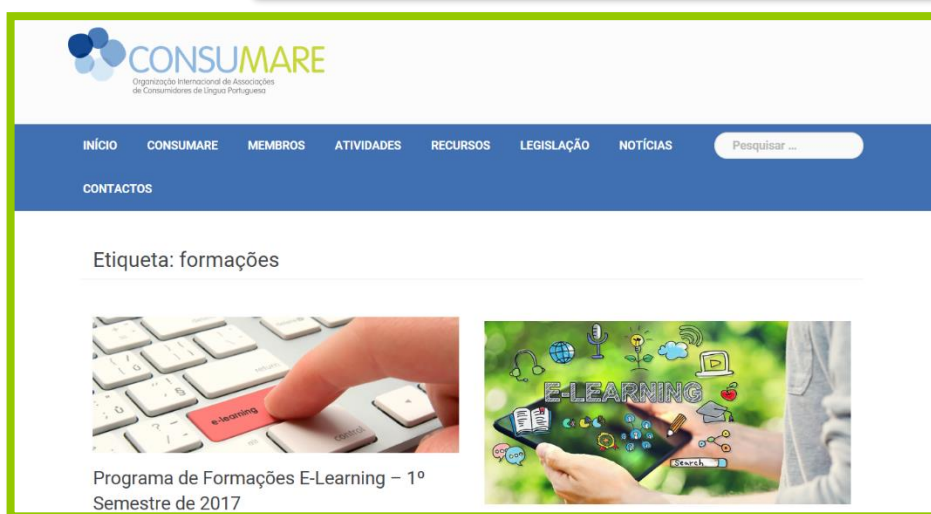 CONSUMARE
Organização Internacional de Associações
de Consumidores de Língua Portuguesa
INÍCIO CONSUMARE MEMBROS ATIVIDADES RECURSOS LEGISLAÇÃO NOTÍCIAS Pesquisar ...
CONTACTOS
Etiqueta: formações
return
e-learning
control
E-LEARNING
Search
Programa de Formações E-Learning – 1º
Semestre de 2017